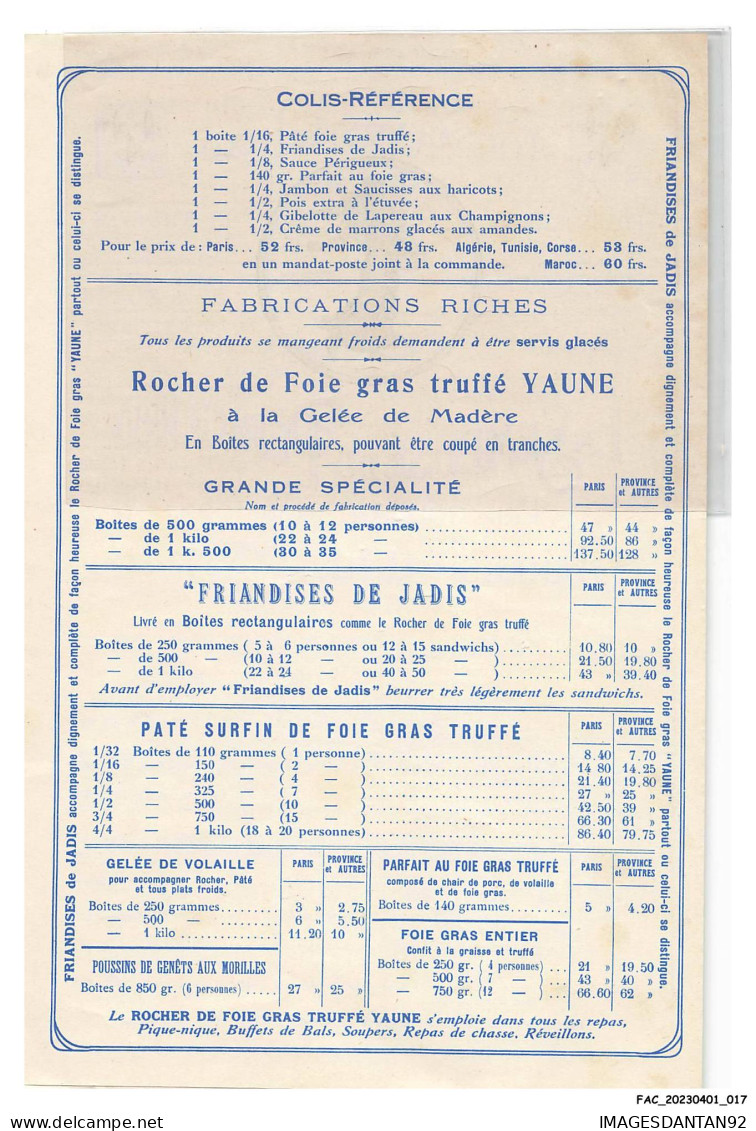 COLIS-RÉFÉRENCE
1 boite 1/16, Pâté foie gras truffé;
1 — 1/4, Friandises de Jadis;
1 — 1/8, Sauce Périgueux;
1 — 140 gr. Parfait au foie gras;
1 — 1/4, Jambon et Saucisses aux haricots;
1 — 1/2, Pois extra à l'étuvée;
1 — 1/4, Gibelotte de Lapereau aux Champignons;
1 — 1/2, Crème de marrons glacés aux amandes.
Pour le prix de : Paris... 52 frs. Province... 48 frs. Algérie, Tunisie, Corse... 53 frs.
en un mandat-poste joint à la commande. Maroc... 60 frs.
FABRICATIONS RICHES
Tous les produits se mangeant froids demandent à être servis glacés
Rocher de Foie gras truffé YAUNE
à la Gelée de Madère
En Boîtes rectangulaires, pouvant être coupé en tranches.
GRANDE SPÉCIALITÉ PARIS PROVINCE et AUTRES
Nom et procédé de fabrication déposés.
Boîtes de 500 grammes (10 à 12 personnes) .......... 47 » 44 »
— de 1 kilo (22 à 24 — .......... 92.50 86 »
— de 1 k. 500 (30 à 35 — .......... 137.50 128 »
"FRIANDISES DE JADIS" PARIS PROVINCE et AUTRES
Livré en Boîtes rectangulaires comme le Rocher de Foie gras truffé
Boîtes de 250 grammes ( 5 à 6 personnes ou 12 à 15 sandwichs) .......... 10.80 10 »
— de 500 — (10 à 12 — ou 20 à 25 — ) .......... 21.50 19.80
— de 1 kilo (22 à 24 — ou 40 à 50 — ) .......... 43 » 39.40
Avant d'employer "Friandises de Jadis" beurrer très légèrement les sandwichs.
PATÉ SURFIN DE FOIE GRAS TRUFFÉ PARIS PROVINCE et AUTRES
1/32 Boîtes de 110 grammes ( 1 personne) .......... 8.40 7.70
1/16 — 150 — ( 2 — ) .......... 14 80 14.25
1/8 — 240 — ( 4 — ) .......... 21.40 19.80
1/4 — 325 — ( 7 — ) .......... 27 » 25 »
1/2 — 500 — (10 — ) .......... 42.50 39 »
3/4 — 750 — (15 — ) .......... 66.30 61 »
4/4 — 1 kilo (18 à 20 personnes) .......... 86.40 79.75
GELÉE DE VOLAILLE PARIS PROVINCE et AUTRES
pour accompagner Rocher, Pâté
et tous plats froids.
Boîtes de 250 grammes......... 3 » 2.75
— 500 — ......... 6 » 5.50
— 1 kilo ......... 11.20 10 »
POUSSINS DE GENÊTS AUX MORILLES
Boîtes de 850 gr. (6 personnes) ..... 27 » 25 »
PARFAIT AU FOIE GRAS TRUFFÉ PARIS PROVINCE et AUTRES
composé de chair de porc, de volaille
et de foie gras.
Boîtes de 140 grammes.......... 5 » 4.20
FOIE GRAS ENTIER
Confit à la graisse et truffé
Boîtes de 250 gr. ( 4 personnes) ... 21 » 19.50
— 500 gr. ( 7 — ) ... 43 » 40 »
— 750 gr. (12 — ) ... 66.60 62 »
Le ROCHER DE FOIE GRAS TRUFFÉ YAUNE s'emploie dans tous les repas,
Pique-nique, Buffets de Bals, Soupers, Repas de chasse, Réveillons.
FRIANDISES de JADIS accompagne dignement et complète de façon heureuse le Rocher de Foie gras "YAUNE" partout où celui-ci se distingue.
FRIANDISES de JADIS accompagne dignement et complète de façon heureuse le Rocher de Foie gras "YAUNE" partout ou celui-ci se distingue.
FAC_20230401_017
IMAGESDANTAN92